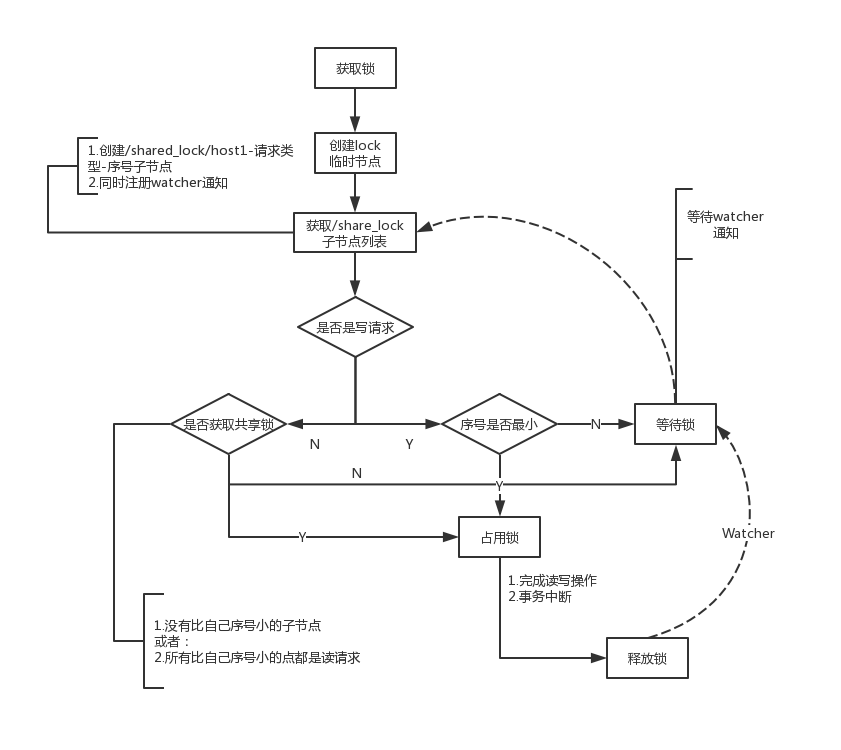 获取锁
创建lock
临时节点
1.创建/shared_lock/host1-请求类
型-序号子节点
2.同时注册watcher通知
获取/share_lock
子节点列表
等待watcher
通知
是否是写请求
是否获取共享锁
序号是否最小
N
等待锁
N
Y
N
Y
Y
占用锁
Watcher
1.完成读写操作
2.事务中断
1.没有比自己序号小的子节点
或者：
2.所有比自己序号小的点都是读请求
释放锁